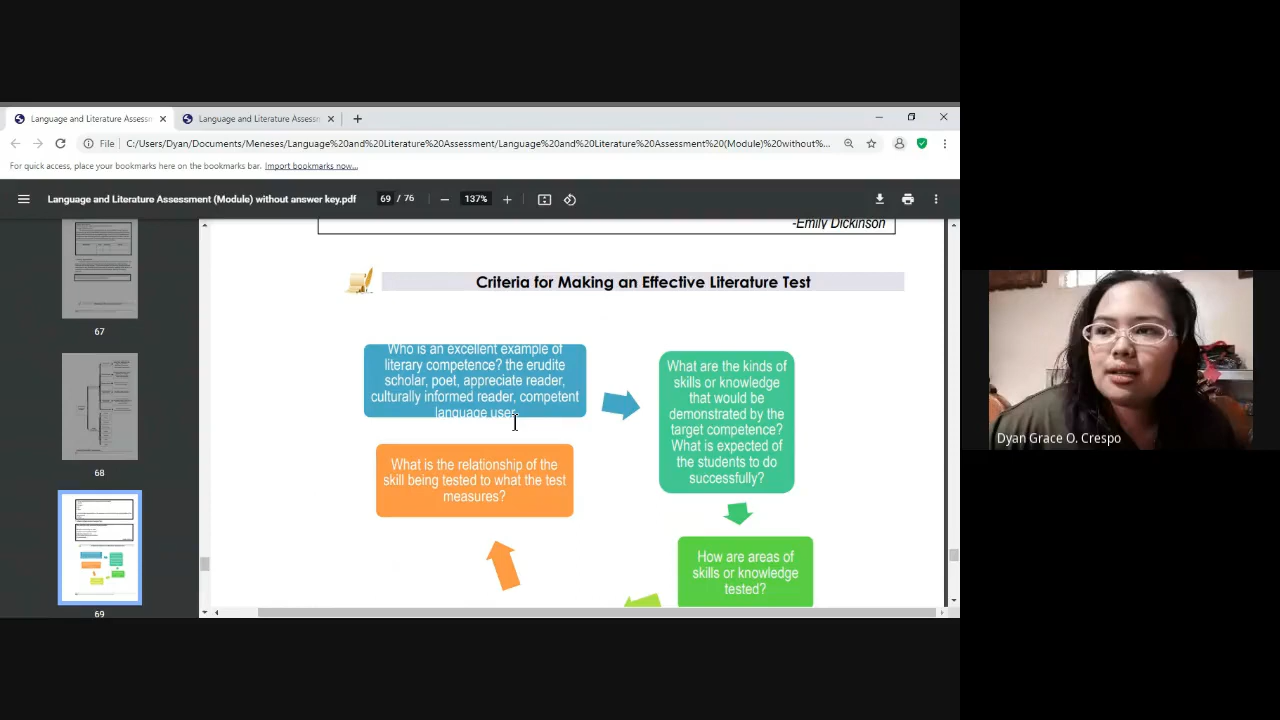 Language and Literature Assessm
Language and Literature Assessm
File
C:/Users/Dyan/Documents/Meneses/Language%20and%20Literature%20Assessment/Language%20and%20Literature%20Assessment%20(Module)%20without%...
For quick access, place your bookmarks here on the bookmarks bar. Import bookmarks now...
Language and Literature Assessment (Module) without answer key.pdf
69 / 76
137%
-Emily Dickinson
Criteria for Making an Effective Literature Test
Who is an excellent example of
literary competence? the erudite
scholar, poet, appreciate reader,
culturally informed reader, competent
language user
What are the kinds of
skills or knowledge
that would be
demonstrated by the
target competence?
What is expected of
the students to do
successfully?
How are areas of
skills or knowledge
tested?
What is the relationship of the
skill being tested to what the test
measures?
67
68
69
Dyan Grace O. Crespo